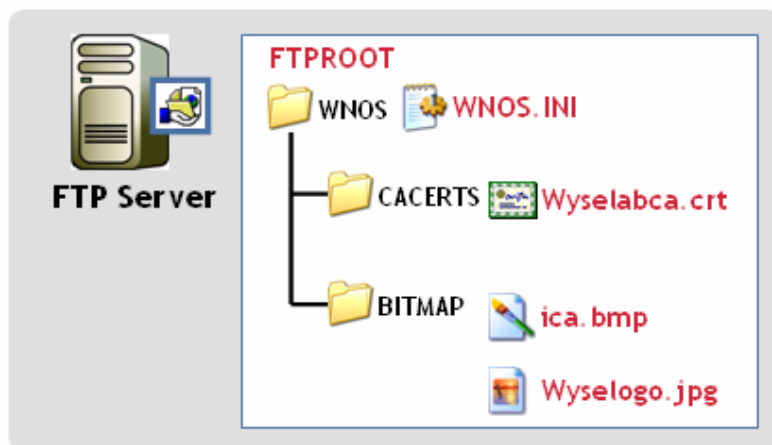 FTP Server
FTPROOT
WNOS WNOS.INI
CACERTS Wyselabca.crt
BITMAP ica.bmp
Wyselogo.jpg